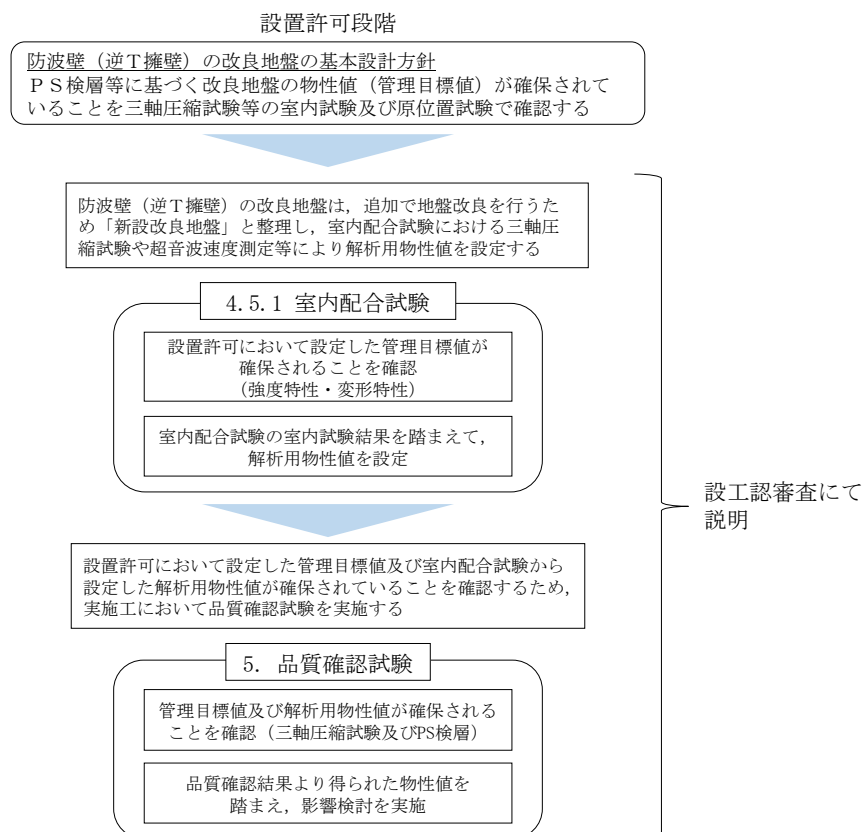 設置許可段階
防波壁（逆Ｔ擁壁）の改良地盤の基本設計方針
ＰＳ検層等に基づく改良地盤の物性値（管理目標値）が確保されて
いることを三軸圧縮試験等の室内試験及び原位置試験で確認する
防波壁（逆Ｔ擁壁）の改良地盤は，追加で地盤改良を行うた
め「新設改良地盤」と整理し，室内配合試験における三軸圧
縮試験や超音波速度測定等により解析用物性値を設定する
4.5.1 室内配合試験
設置許可において設定した管理目標値が
確保されることを確認
（強度特性・変形特性）
室内配合試験の室内試験結果を踏まえて，
解析用物性値を設定
設置許可において設定した管理目標値及び室内配合試験から
設定した解析用物性値が確保されていることを確認するため，
実施工において品質確認試験を実施する
5. 品質確認試験
管理目標値及び解析用物性値が確保される
ことを確認（三軸圧縮試験及びPS検層）
品質確認結果より得られた物性値を
踏まえ，影響検討を実施
設工認審査にて
説明